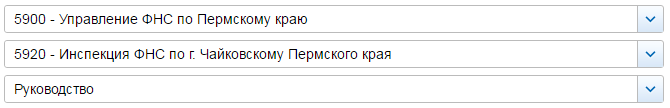 5900 - Управление ФНС по Пермскому краю
5920 - Инспекция ФНС по г. Чайковскому Пермского края
Руководство